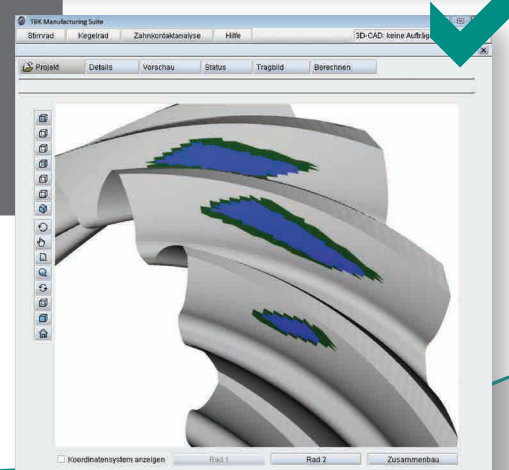 TBK Manufacturing Suite
Stirnrad Kegelrad Zahnkontaktanalyse Hilfe 3D-CAD: keine Aufträge
Projekt Details Vorschau Status Tragbild Berechnen
Koordinatensystem anzeigen Rad 1 Rad 2 Zusammenbau